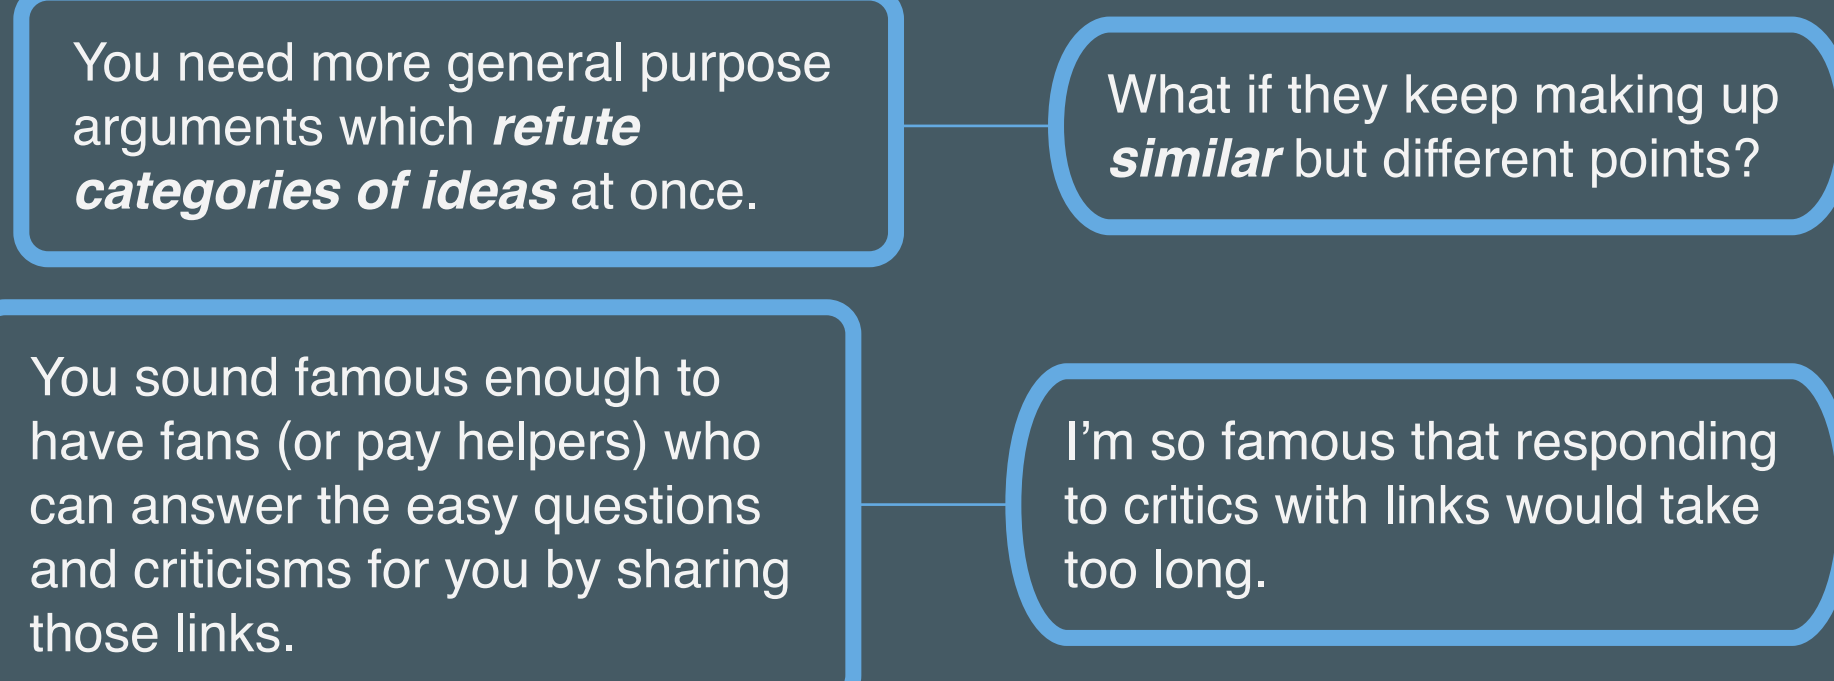 You need more general purpose
arguments which refute
categories of ideas at once.
What if they keep making up
similar but different points?
You sound famous enough to
have fans (or pay helpers) who
can answer the easy questions
and criticisms for you by sharing
those links.
I'm so famous that responding
to critics with links would take
too long.